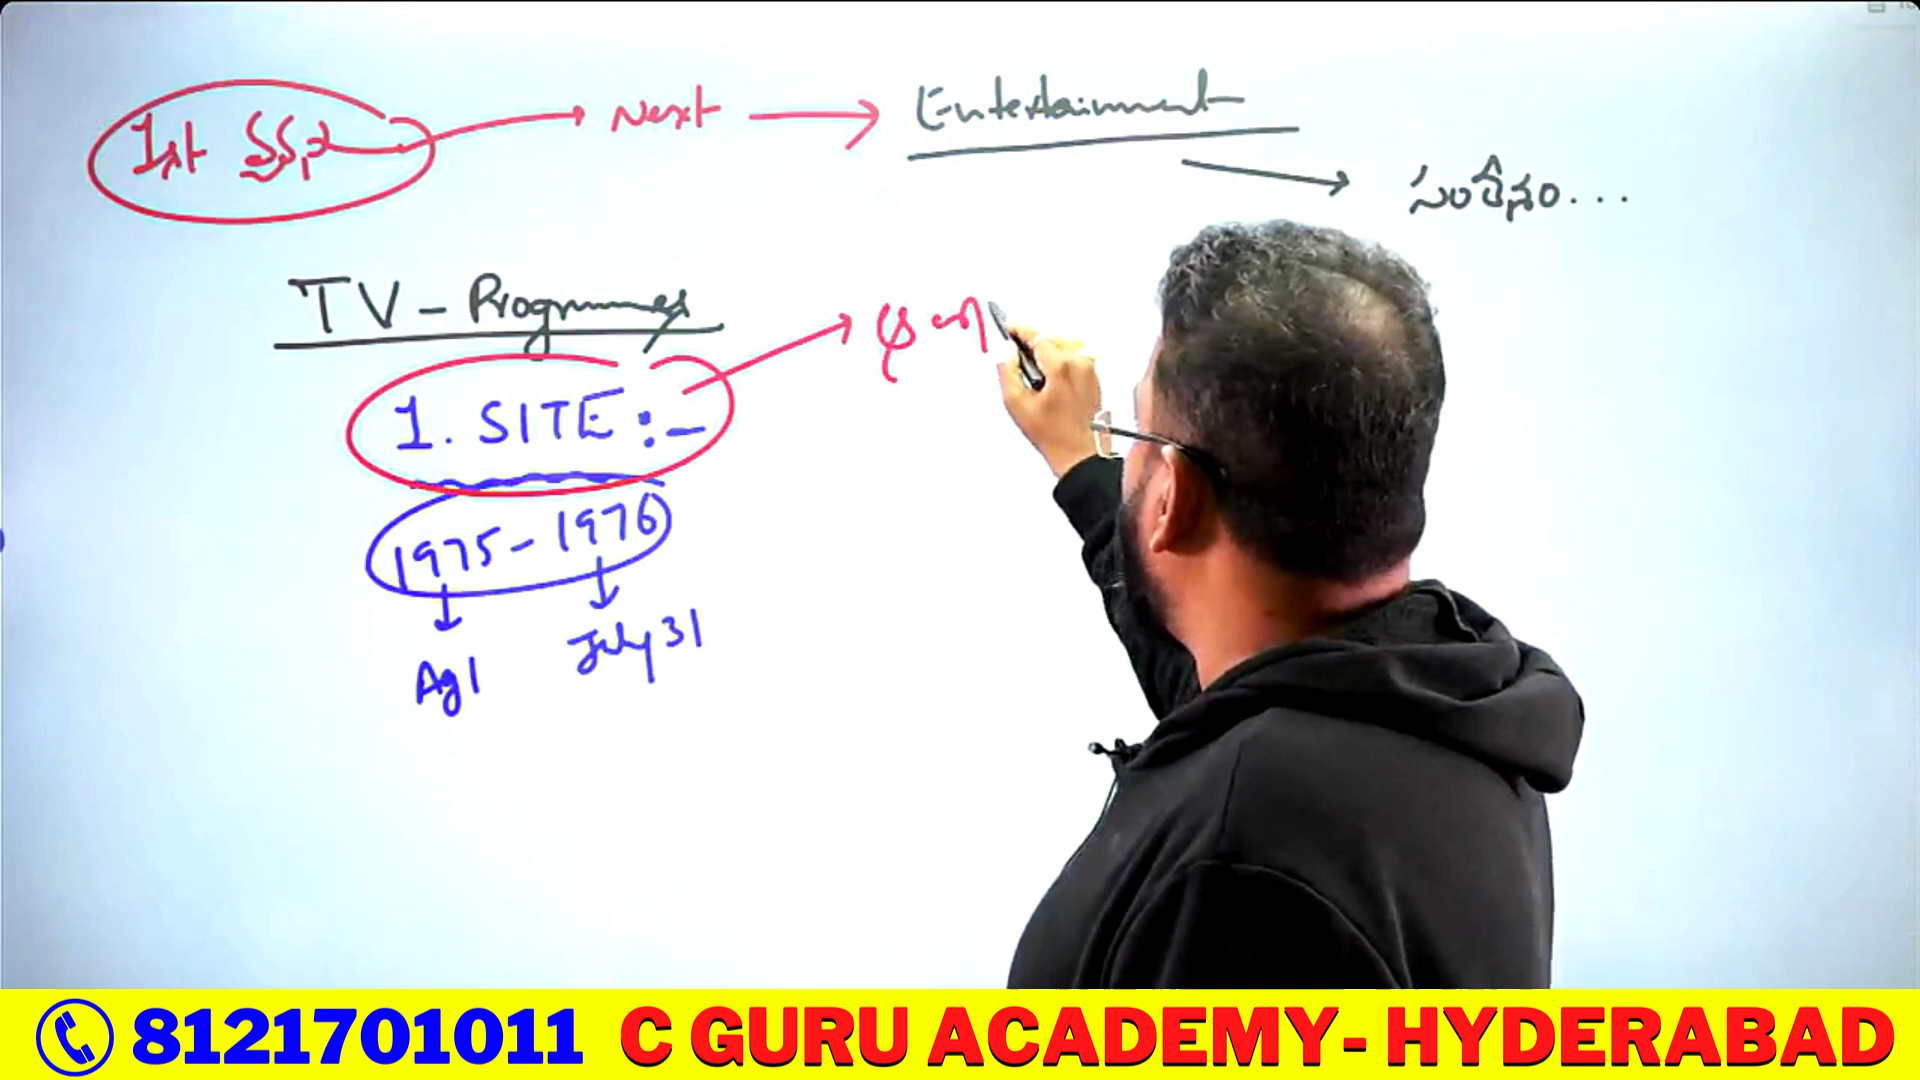 1st → Next → Entertainment
TV - Programmes
1. SITE :-
1975 - 1976
Ag 1 July 31
8121701011 C GURU ACADEMY- HYDERABAD